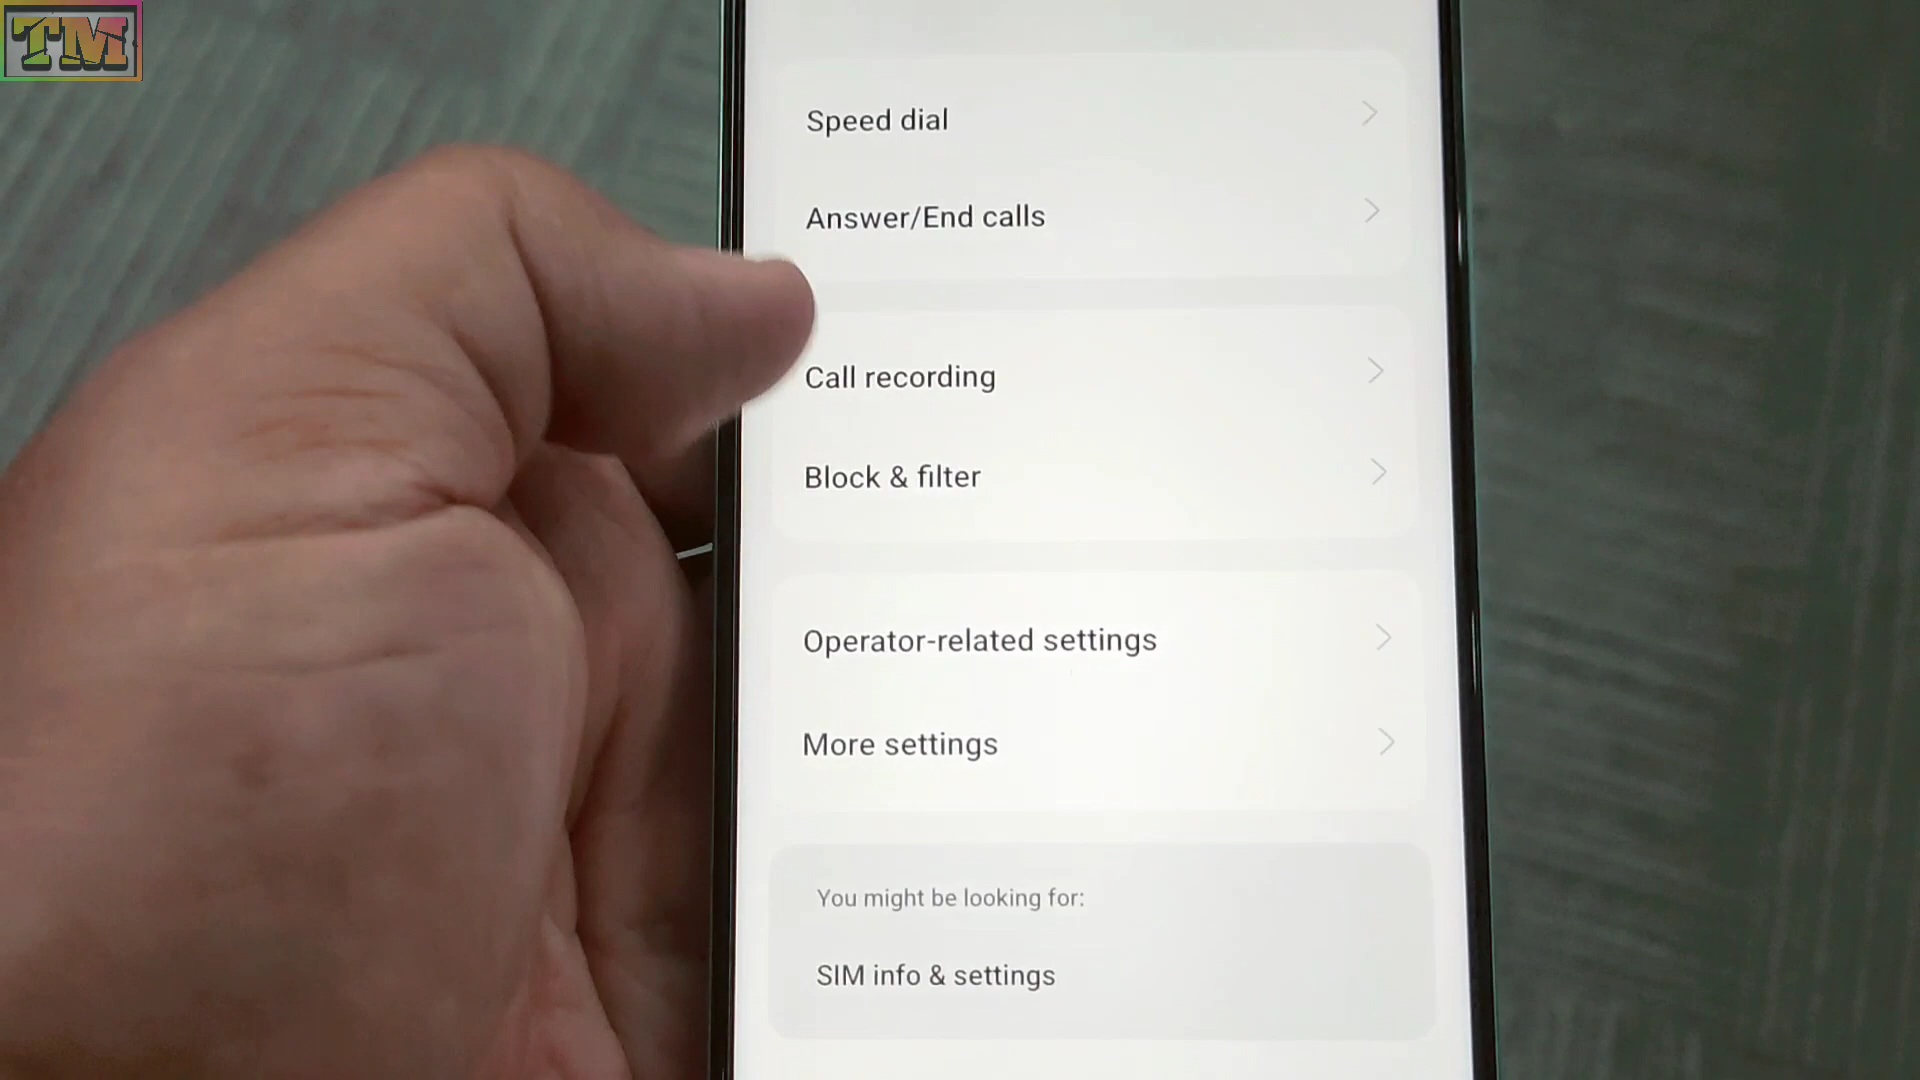 TM
Speed dial
Answer/End calls
Call recording
Block & filter
Operator-related settings
More settings
You might be looking for:
SIM info & settings